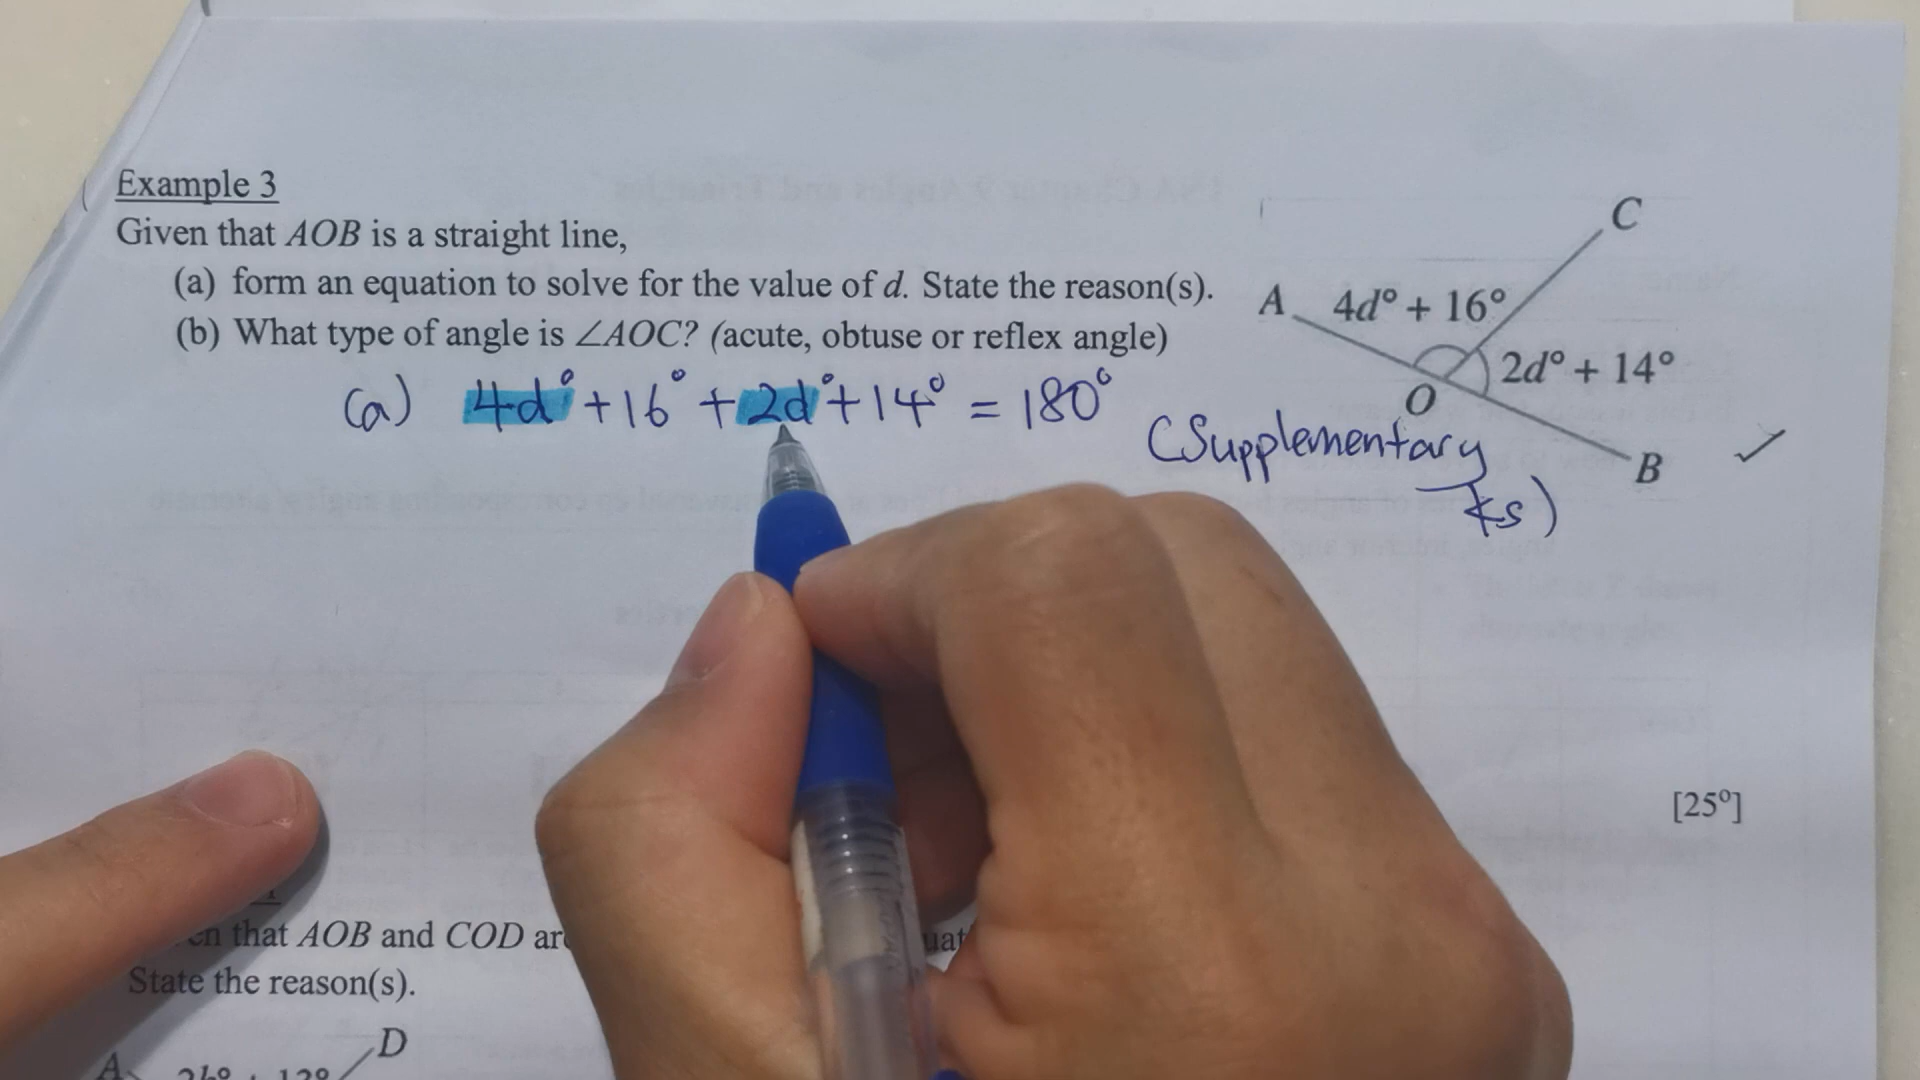 Example 3
Given that AOB is a straight line,
(a) form an equation to solve for the value of d. State the reason(s).
(b) What type of angle is ∠AOC? (acute, obtuse or reflex angle)
C
A 4d° + 16°
2d° + 14°
O
B
(a) 4d° + 16° + 2d° + 14° = 180°
(Supplementary
∠s)
[25°]
that AOB and COD
State the reason(s).
D
A